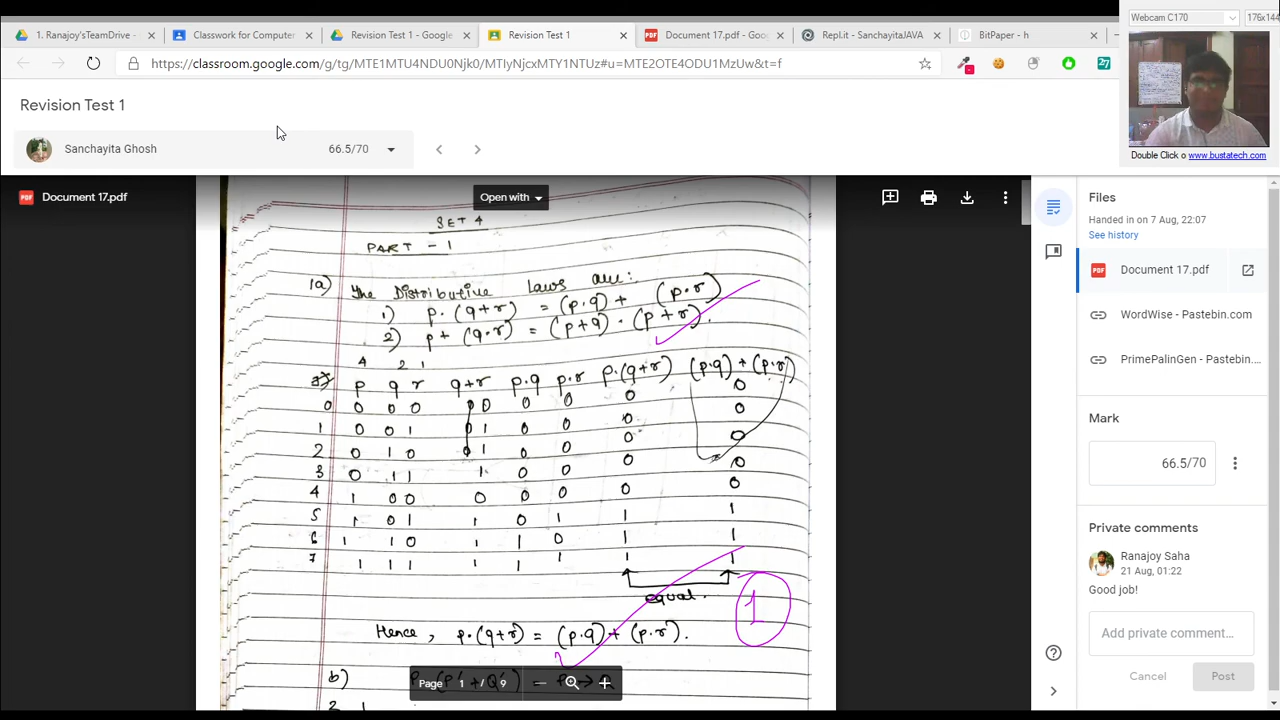 Webcam C170
176x144
1. Ranajoy'sTeamDrive -
Classwork for Computer
Revision Test 1 - Google
Revision Test 1
Document 17.pdf - Goo
Repl.it - SanchayitaJAVA
BitPaper - h
https://classroom.google.com/g/tg/MTE1MTU4NDU0Njk0/MTIyNjcxMTY1NTUz#u=MTE2OTE4ODU1MzUw&t=f
27
Double Click o www.bustatech.com
Revision Test 1
Sanchayita Ghosh 66.5/70
PDF Document 17.pdf
Open with
SET 4
PART - 1
1a) The Distributive Laws are:
1) p.(q+r) = (p.q) + (p.r)
2) p+ (q.r) = (p+q) . (p+r).
4 2 1
p q r q+r p.q p.r p.(q+r) (p.q)+(p.r)
0 0 0 0 0 0 0 0 0
1 0 0 1 1 0 0 0 0
2 0 1 0 1 0 0 0 0
3 0 1 1 1 0 0 0 0
4 1 0 0 0 0 0 0 0
5 1 0 1 1 0 1 1 1
6 1 1 0 1 1 0 1 1
7 1 1 1 1 1 1 1 1
equal.
1
Hence, p.(q+r) = (p.q)+(p.r).
b)
Page 1 / 9
Files
Handed in on 7 Aug, 22:07
See history
PDF Document 17.pdf
WordWise - Pastebin.com
PrimePalinGen - Pastebin...
Mark
66.5/70
Private comments
Ranajoy Saha
21 Aug, 01:22
Good job!
Add private comment...
Cancel
Post